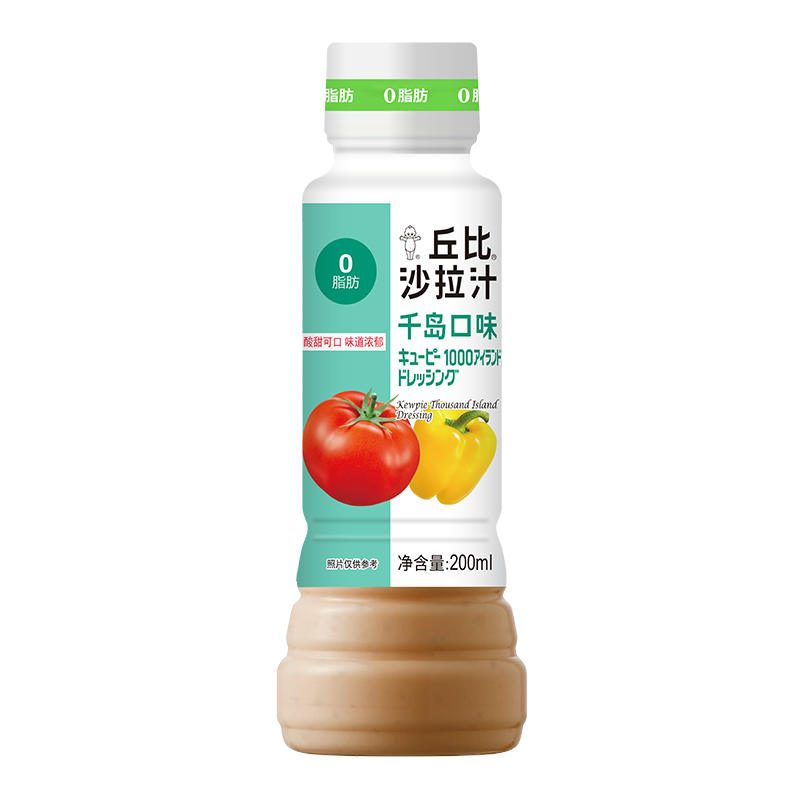 脂肪 0脂肪 0脂
0
脂肪
丘比®
沙拉汁
酸甜可口 味道浓郁
千岛口味
キューピー1000アイランド
ドレッシング
Kewpie Thousand Island
Dressing
照片仅供参考
净含量:200ml